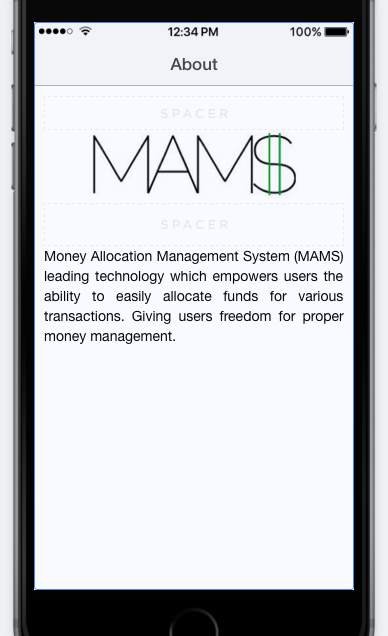 12:34 PM
100%
About
SPACER
MAMS
SPACER
Money Allocation Management System (MAMS)
leading technology which empowers users the
ability to easily allocate funds for various
transactions. Giving users freedom for proper
money management.